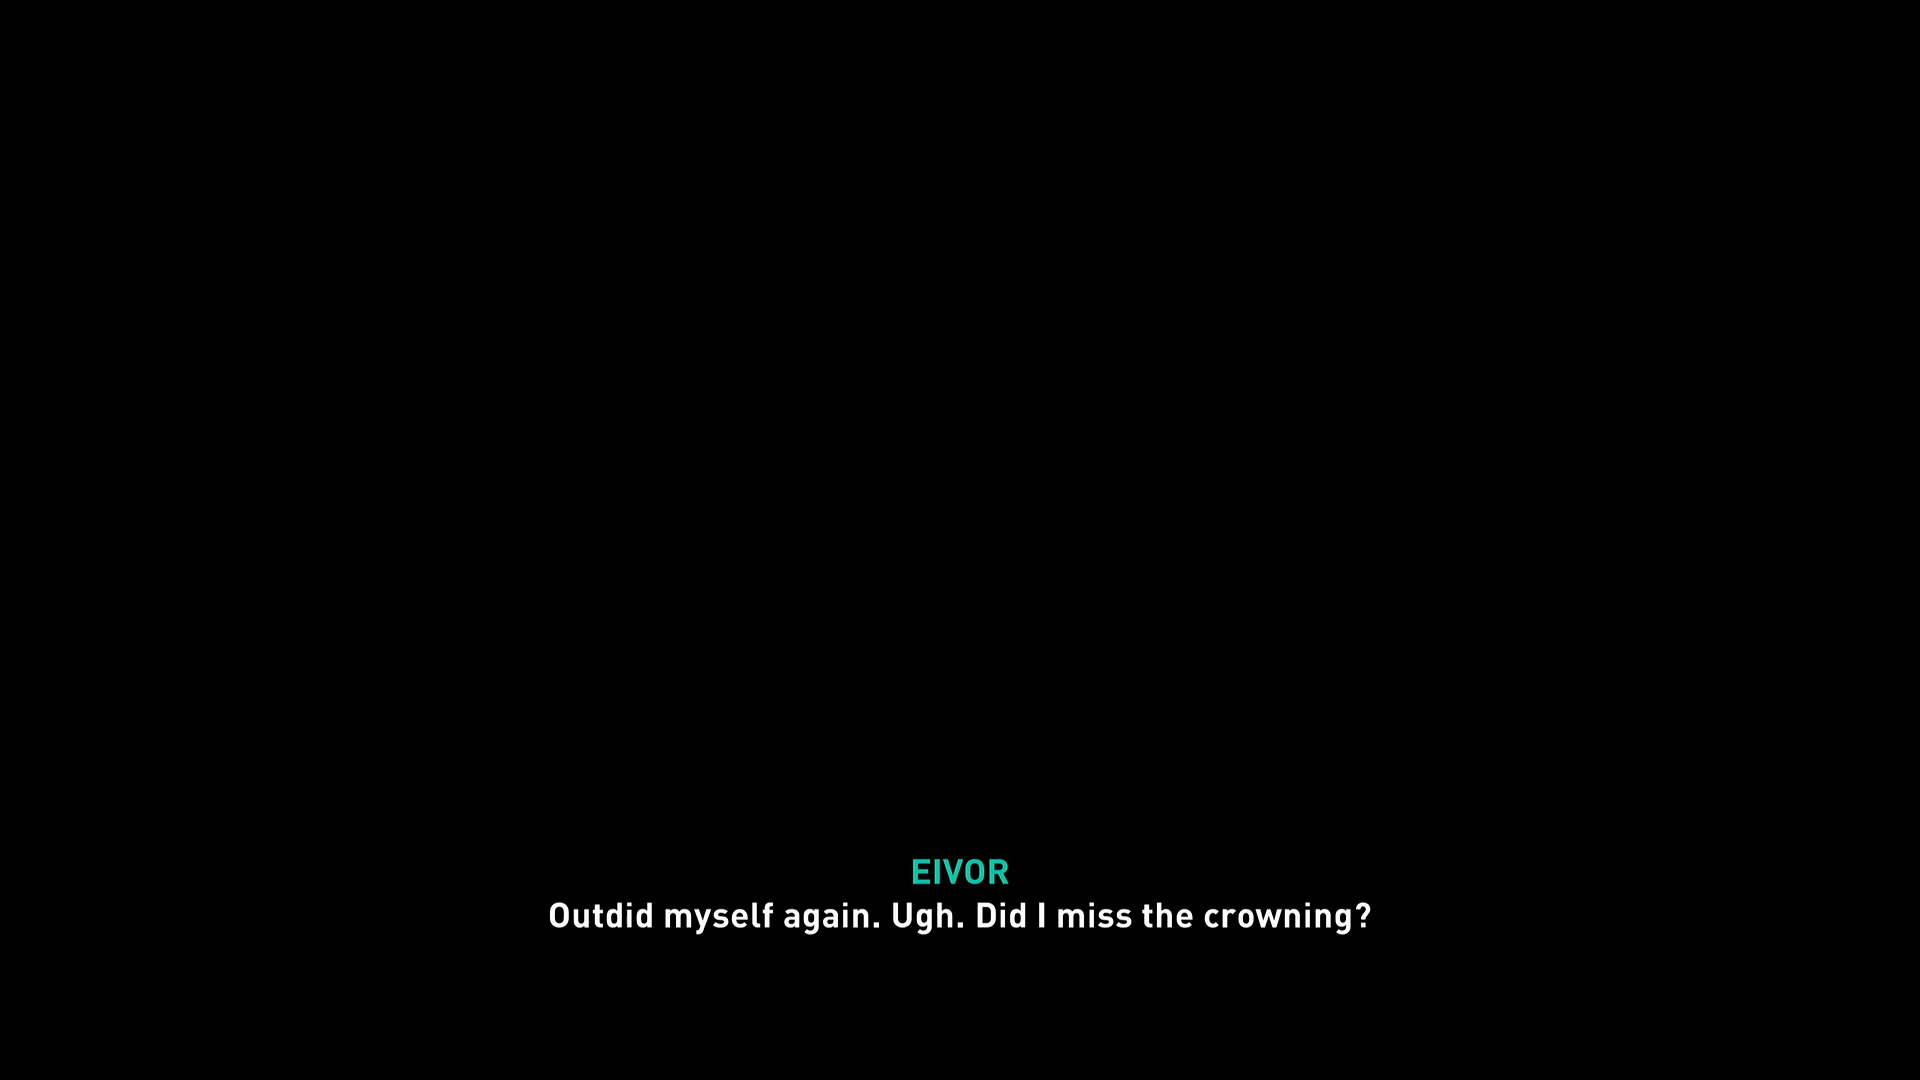 EIVOR
Outdid myself again. Ugh. Did I miss the crowning?